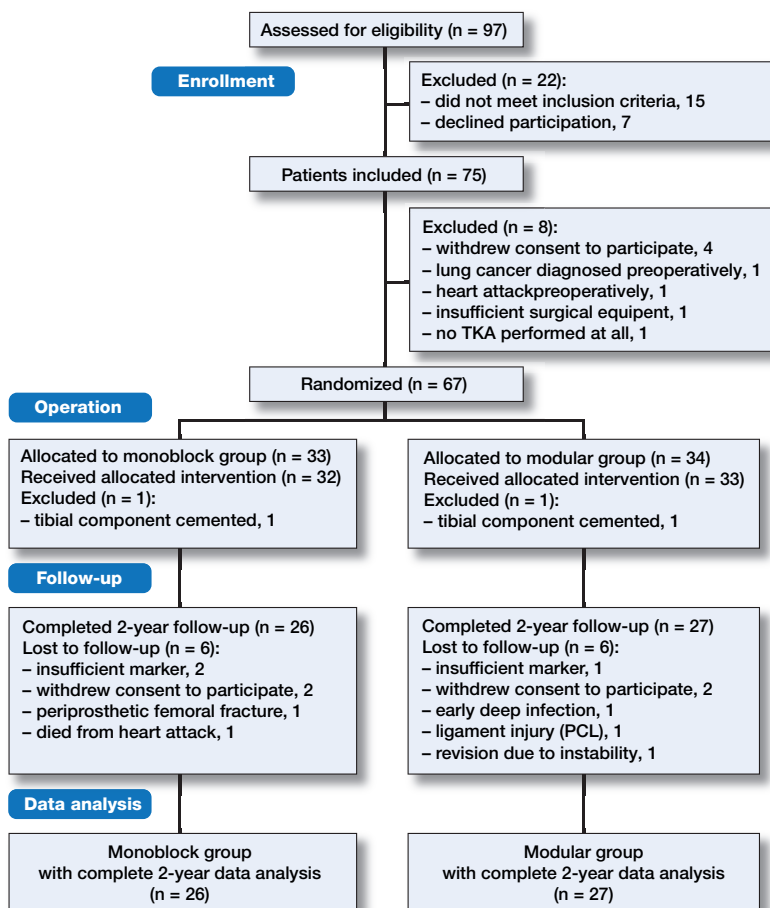 Assessed for eligibility (n = 97)
Enrollment
Excluded (n = 22):
– did not meet inclusion criteria, 15
– declined participation, 7
Patients included (n = 75)
Excluded (n = 8):
– withdrew consent to participate, 4
– lung cancer diagnosed preoperatively, 1
– heart attackpreoperatively, 1
– insufficient surgical equipent, 1
– no TKA performed at all, 1
Randomized (n = 67)
Operation
Allocated to monoblock group (n = 33)
Received allocated intervention (n = 32)
Excluded (n = 1):
– tibial component cemented, 1
Allocated to modular group (n = 34)
Received allocated intervention (n = 33)
Excluded (n = 1):
– tibial component cemented, 1
Follow-up
Completed 2-year follow-up (n = 26)
Lost to follow-up (n = 6):
– insufficient marker, 2
– withdrew consent to participate, 2
– periprosthetic femoral fracture, 1
– died from heart attack, 1
Completed 2-year follow-up (n = 27)
Lost to follow-up (n = 6):
– insufficient marker, 1
– withdrew consent to participate, 2
– early deep infection, 1
– ligament injury (PCL), 1
– revision due to instability, 1
Data analysis
Monoblock group
with complete 2-year data analysis
(n = 26)
Modular group
with complete 2-year data analysis
(n = 27)